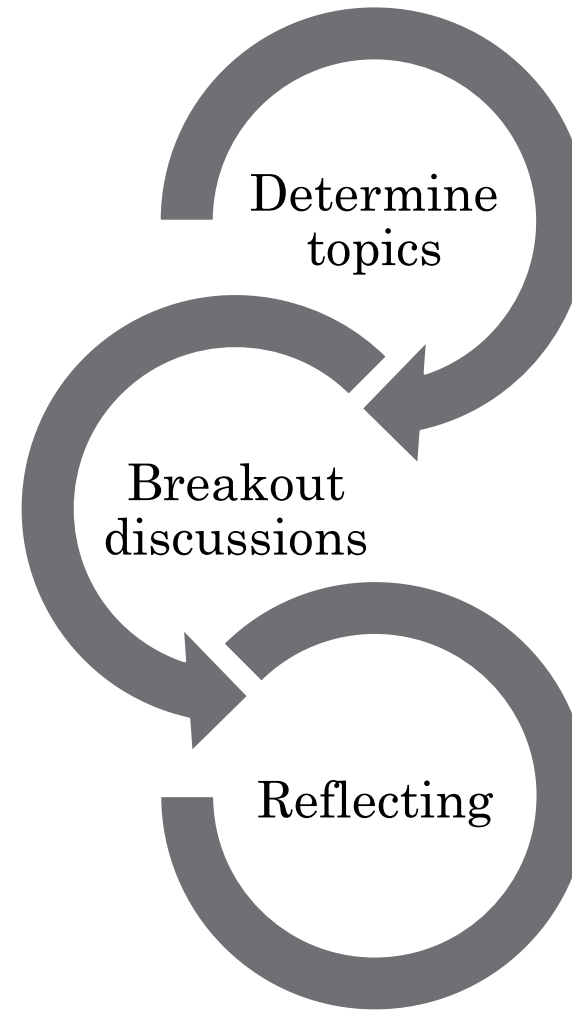 Determine
topics
Breakout
discussions
Reflecting